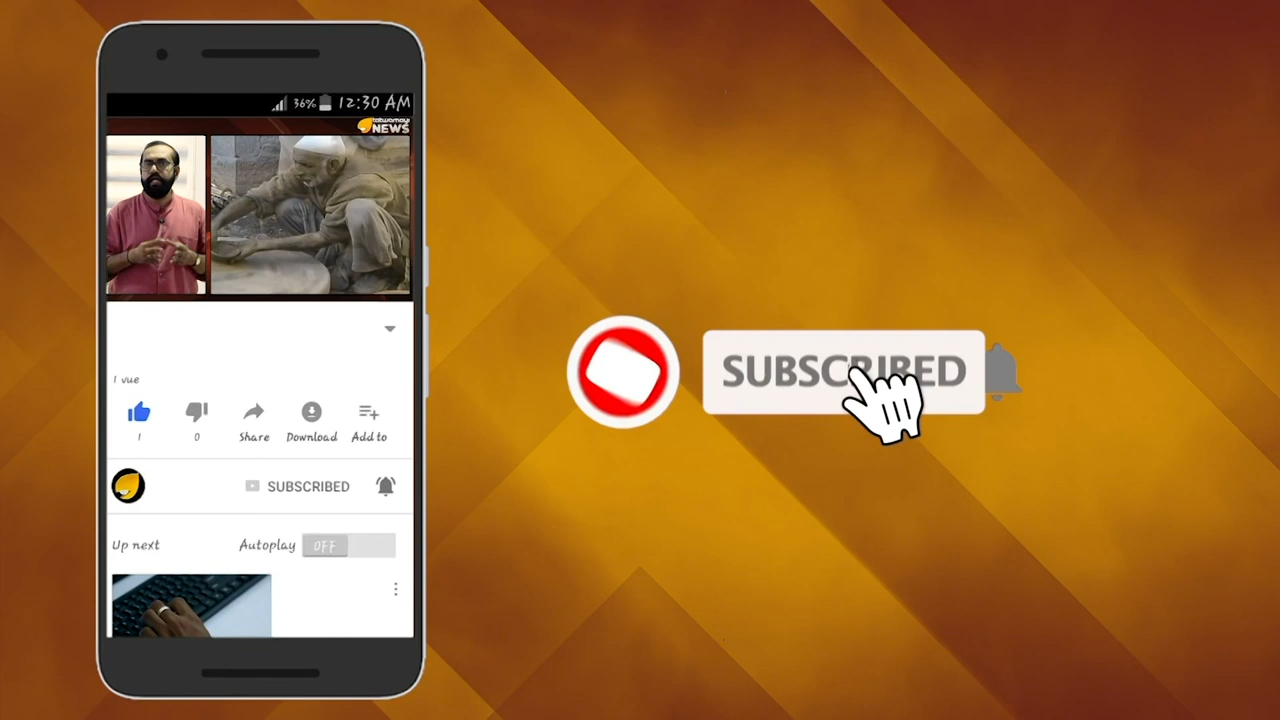 36% 12:30 AM
tatwamayi
NEWS
1 vue
1
0
Share
Download
Add to
SUBSCRIBED
Up next
Autoplay
OFF
SUBSCRIBED